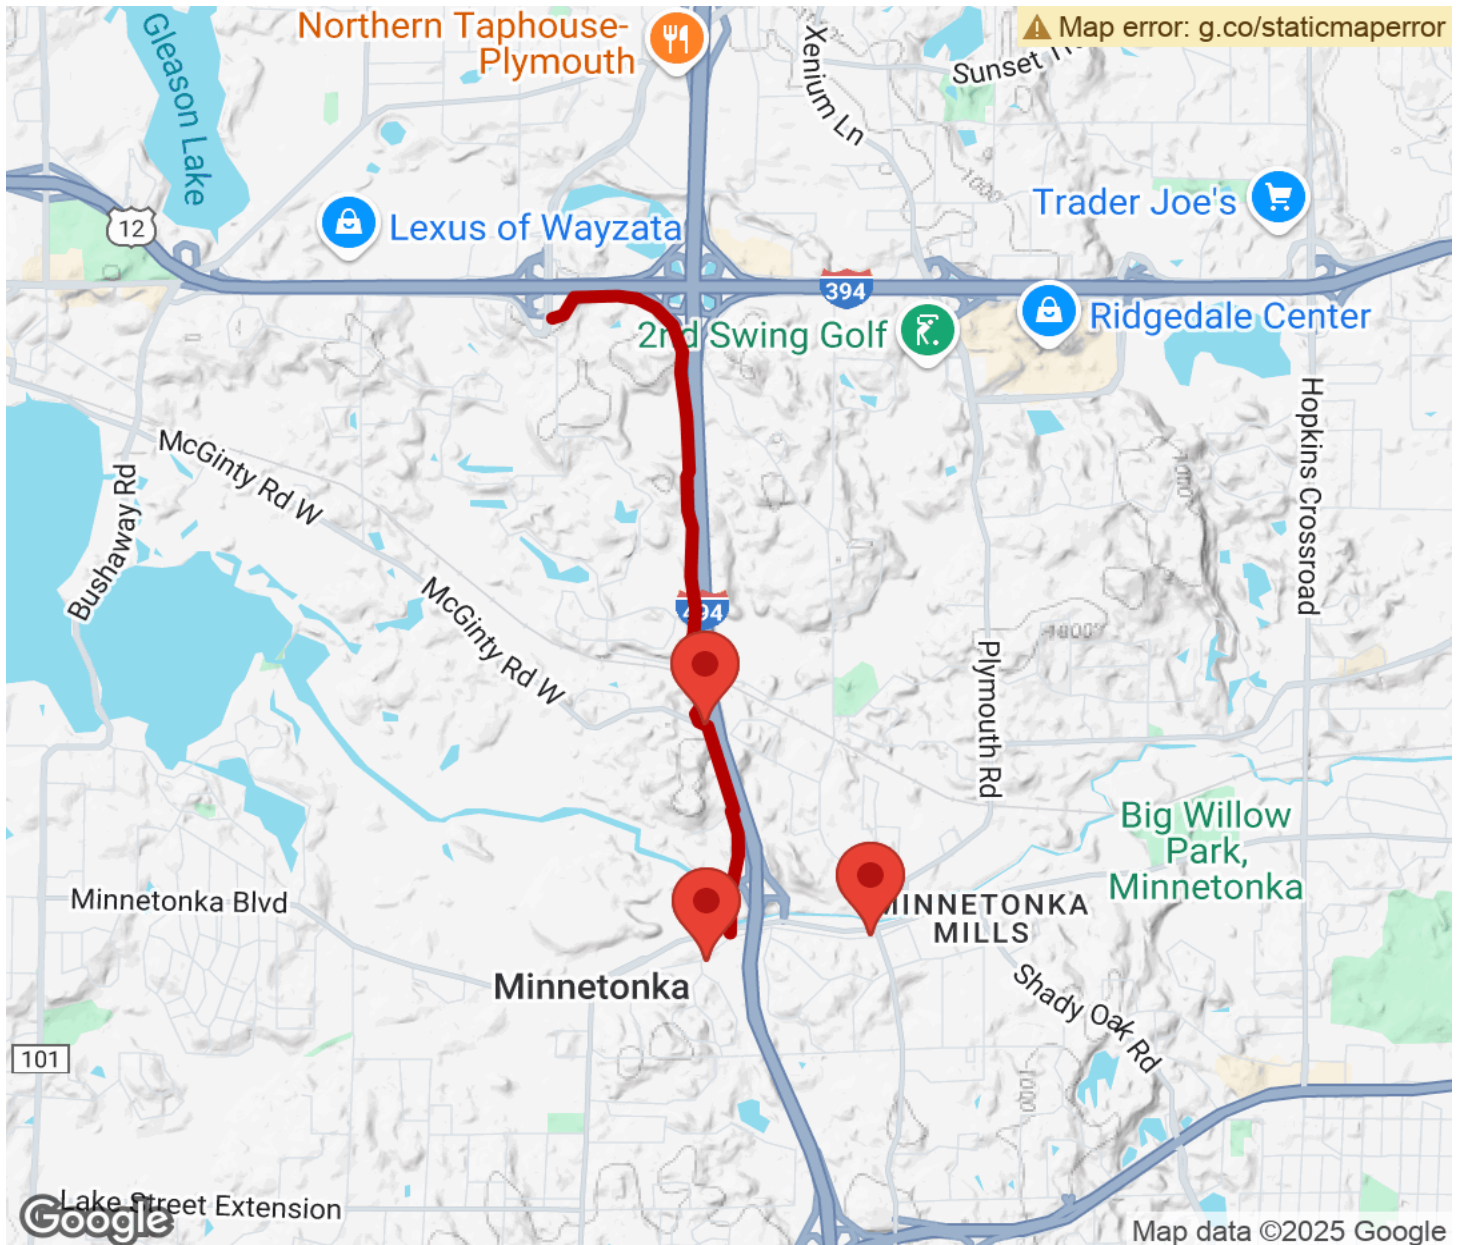 Northern Taphouse-
Plymouth
Map error: g.co/staticmaperror
Gleason Lake
Xenium Ln
Sunset
1000
12
Lexus of Wayzata
Trader Joe's
394
2nd Swing Golf
Ridgedale Center
Hopkins Crossroad
McGinty Rd W
Bushaway Rd
1000
McGinty Rd W
494
1000
Plymouth Rd
Big Willow
Park,
Minnetonka
Minnetonka Blvd
MINNETONKA
MILLS
Minnetonka
Shady Oak Rd
101
1000
Lake Street Extension
Google
Map data ©2025 Google